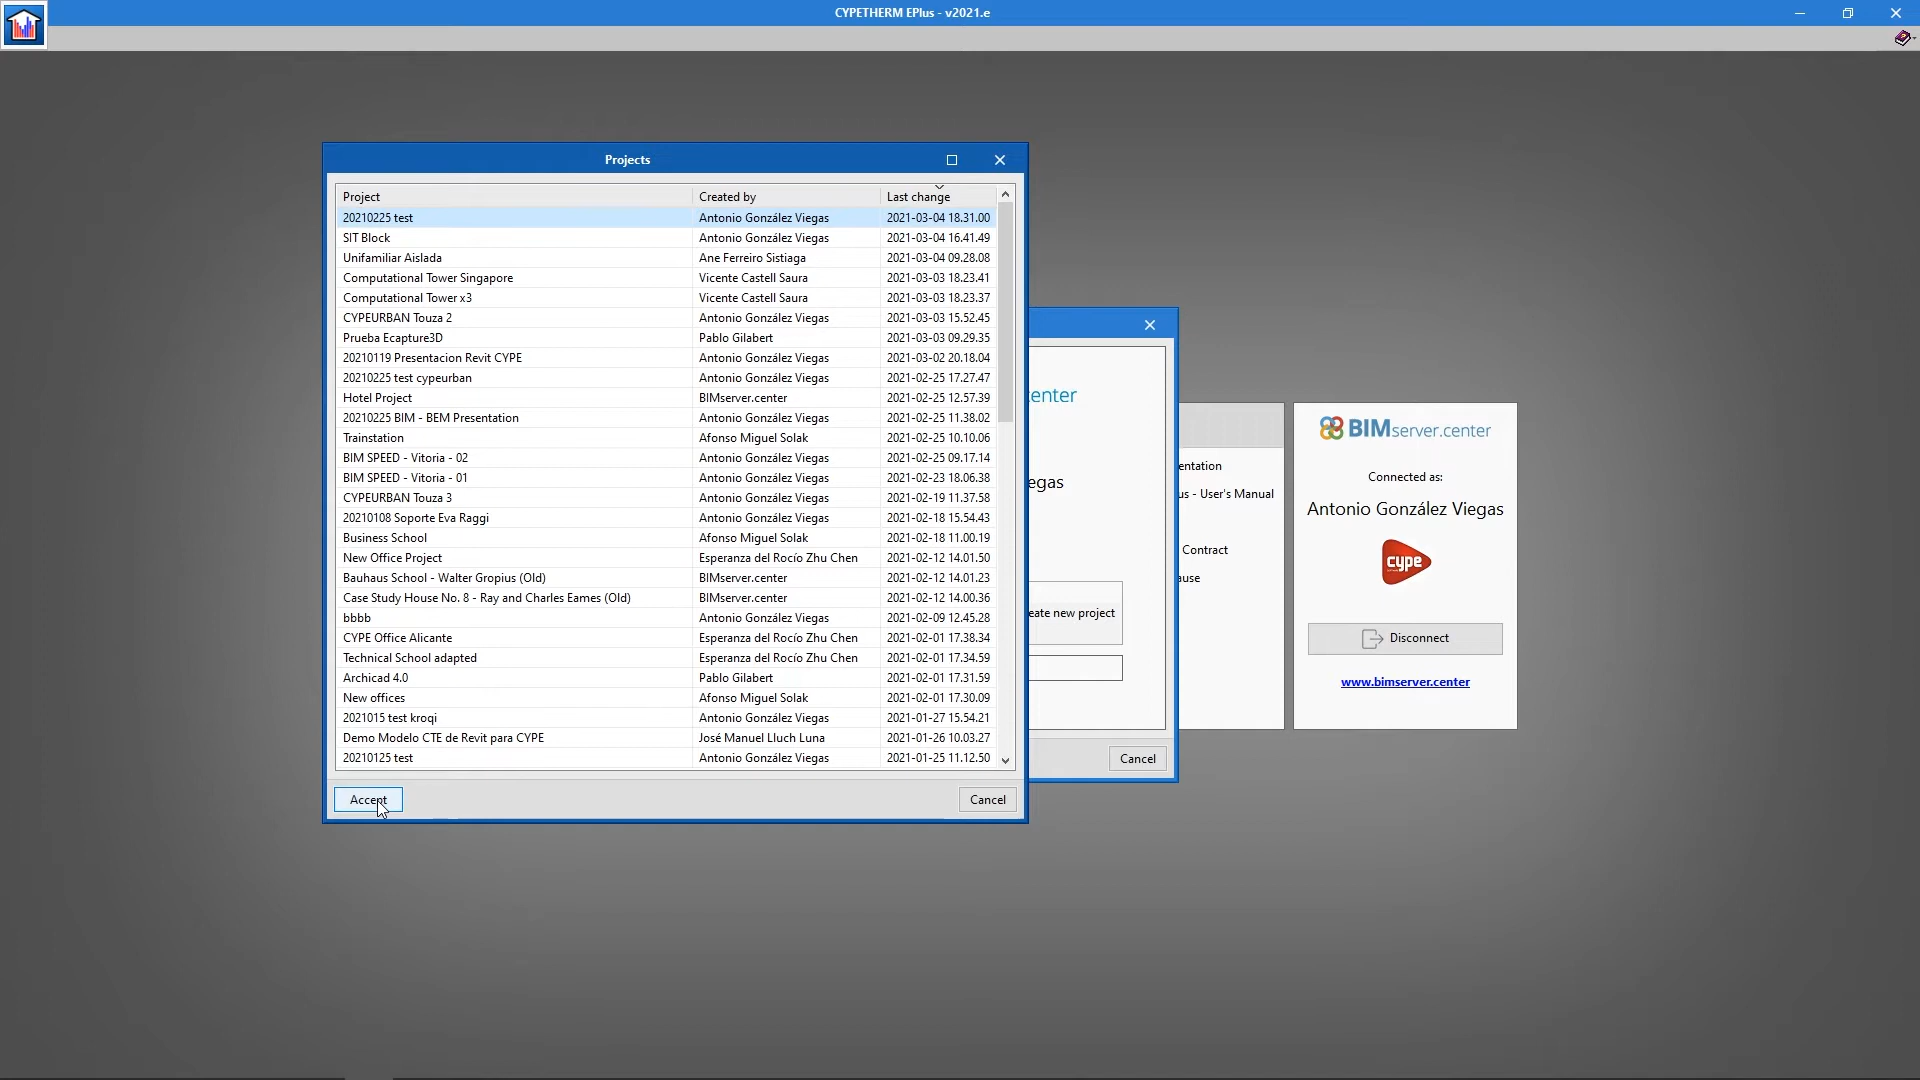 CYPETHERM EPlus - v2021.e
Projects
Project Created by Last change
20210225 test Antonio González Viegas 2021-03-04 18.31.00
SIT Block Antonio González Viegas 2021-03-04 16.41.49
Unifamiliar Aislada Ane Ferreiro Sistiaga 2021-03-04 09.28.08
Computational Tower Singapore Vicente Castell Saura 2021-03-03 18.23.41
Computational Tower x3 Vicente Castell Saura 2021-03-03 18.23.37
CYPEURBAN Touza 2 Antonio González Viegas 2021-03-03 15.52.45
Prueba Ecapture3D Pablo Gilabert 2021-03-03 09.29.35
20210119 Presentacion Revit CYPE Antonio González Viegas 2021-03-02 20.18.04
20210225 test cypeurban Antonio González Viegas 2021-02-25 17.27.47
Hotel Project BIMserver.center 2021-02-25 12.57.39
20210225 BIM - BEM Presentation Antonio González Viegas 2021-02-25 11.38.02
Trainstation Afonso Miguel Solak 2021-02-25 10.10.06
BIM SPEED - Vitoria - 02 Antonio González Viegas 2021-02-25 09.17.14
BIM SPEED - Vitoria - 01 Antonio González Viegas 2021-02-23 18.06.38
CYPEURBAN Touza 3 Antonio González Viegas 2021-02-19 11.37.58
20210108 Soporte Eva Raggi Antonio González Viegas 2021-02-18 15.54.43
Business School Afonso Miguel Solak 2021-02-18 11.00.19
New Office Project Esperanza del Rocío Zhu Chen 2021-02-12 14.01.50
Bauhaus School - Walter Gropius (Old) BIMserver.center 2021-02-12 14.01.23
Case Study House No. 8 - Ray and Charles Eames (Old) BIMserver.center 2021-02-12 14.00.36
bbbb Antonio González Viegas 2021-02-09 12.45.28
CYPE Office Alicante Esperanza del Rocío Zhu Chen 2021-02-01 17.38.34
Technical School adapted Esperanza del Rocío Zhu Chen 2021-02-01 17.34.59
Archicad 4.0 Pablo Gilabert 2021-02-01 17.31.59
New offices Afonso Miguel Solak 2021-02-01 17.30.09
2021015 test kroqi Antonio González Viegas 2021-01-27 15.54.21
Demo Modelo CTE de Revit para CYPE José Manuel Lluch Luna 2021-01-26 10.03.27
20210125 test Antonio González Viegas 2021-01-25 11.12.50
Accept Cancel
enter
egas
eate new project
Cancel
entation
us - User's Manual
Contract
ause
BIMserver.center
Connected as:
Antonio González Viegas
cype
Disconnect
www.bimserver.center